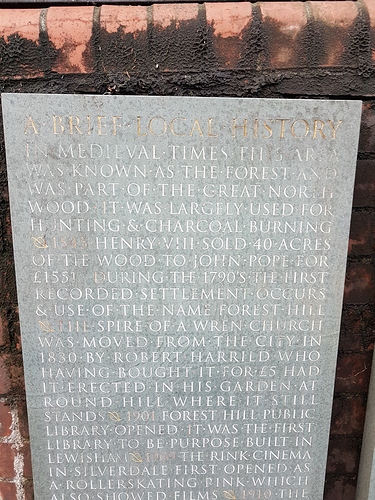 A·BRIEF·LOCAL·HISTORY
IN·MEDIEVAL·TIMES·THIS
WAS·KNOWN·AS·THE·FOREST·AND
WAS·PART·OF·THE·GREAT·NORTH
WOOD. IT·WAS·LARGELY·USED·FOR
HUNTING·&·CHARCOAL·BURNING
HENRY·VIII·SOLD·40·ACRES
OF·THE·WOOD·TO·JOHN·POPE·FOR
£1551 DURING·THE·1790'S·THE·FIRST
RECORDED·SETTLEMENT·OCCURS
&·USE·OF·THE·NAME·FOREST·HILL
THE·SPIRE·OF·A·WREN·CHURCH
WAS·MOVED·FROM·THE·CITY·IN
1830·BY·ROBERT·HARRILD·WHO
HAVING·BOUGHT·IT·FOR·£5·HAD
IT·ERECTED·IN·HIS·GARDEN·AT
ROUND·HILL·WHERE·IT·STILL
STANDS 1901 FOREST·HILL·PUBLIC
LIBRARY·OPENED·IT·WAS·THE·FIRST
LIBRARY·TO·BE·PURPOSE·BUILT·IN
LEWISHAM THE·RINK·CINEMA
IN·SILVERDALE·FIRST·OPENED·AS
A·ROLLERSKATING·RINK·WHICH
ALSO·SHOWED·FILMS 1910·THE